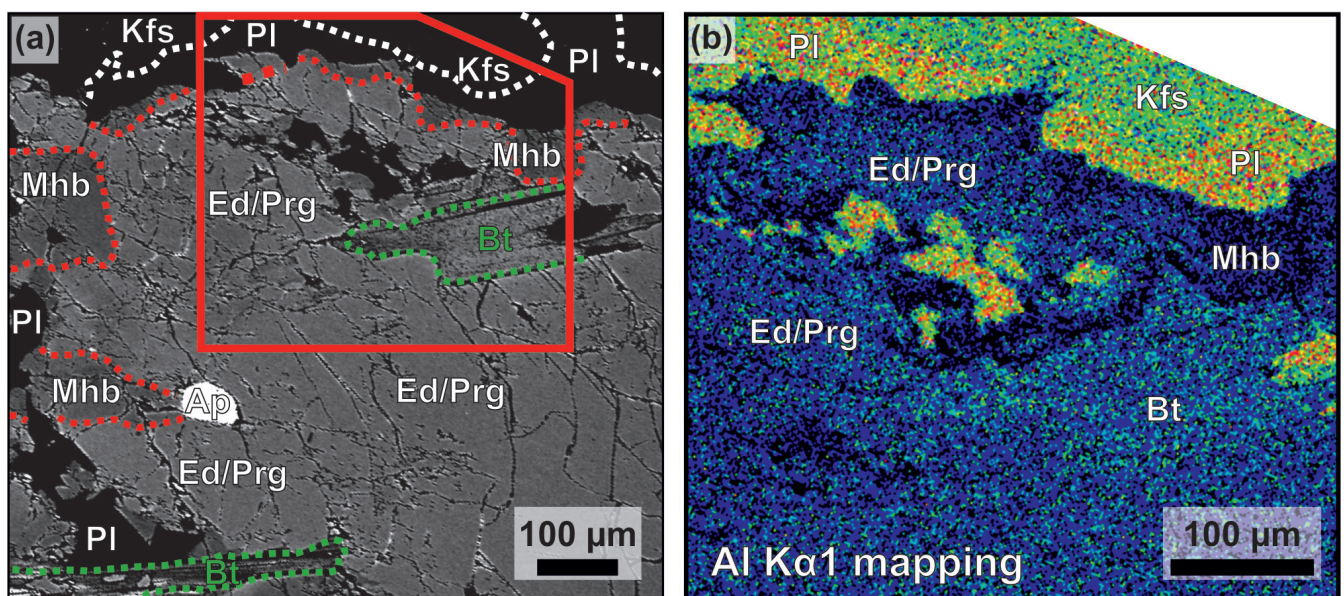 (a)
Kfs
Pl
Kfs
Pl
Mhb
Mhb
Ed/Prg
Bt
Pl
Mhb
Ap
Ed/Prg
Ed/Prg
Pl
Bt
100 µm
(b)
Pl
Kfs
Pl
Ed/Prg
Mhb
Ed/Prg
Bt
Al Kα1 mapping
100 µm